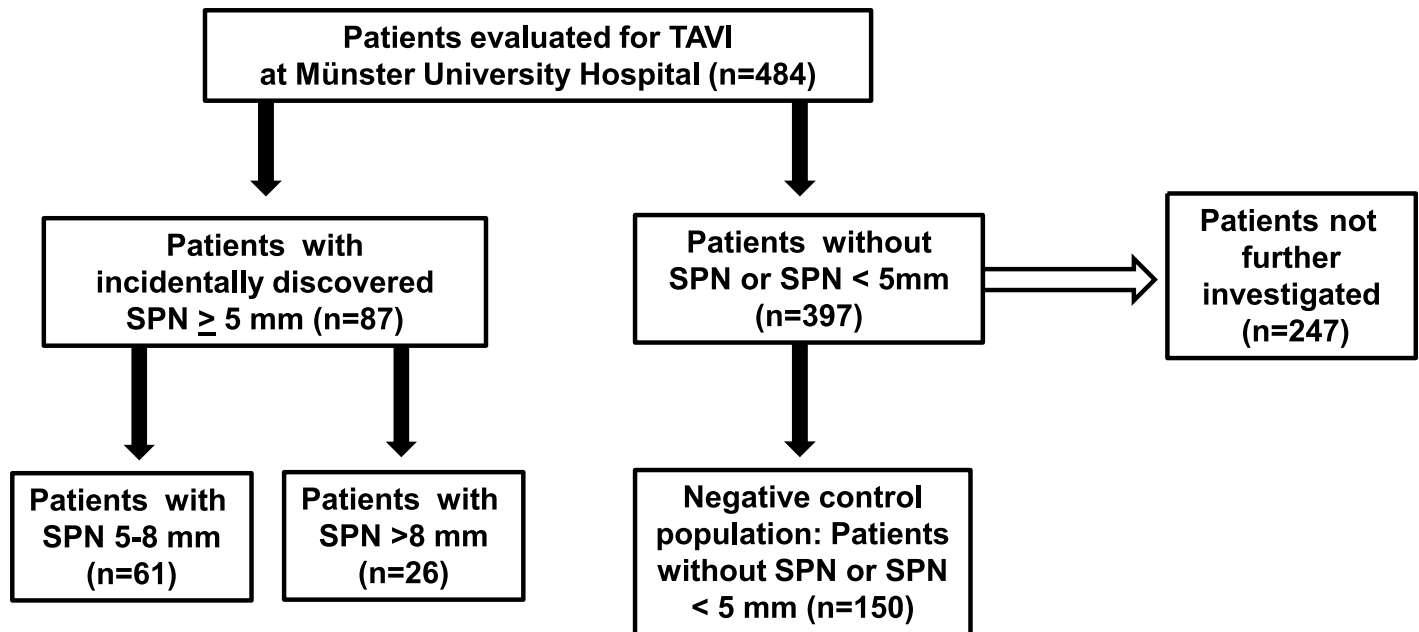 Patients evaluated for TAVI
at Münster University Hospital (n=484)
Patients with
incidentally discovered
SPN ≥ 5 mm (n=87)
Patients without
SPN or SPN < 5mm
(n=397)
Patients not
further
investigated
(n=247)
Patients with
SPN 5-8 mm
(n=61)
Patients with
SPN >8 mm
(n=26)
Negative control
population: Patients
without SPN or SPN
< 5 mm (n=150)